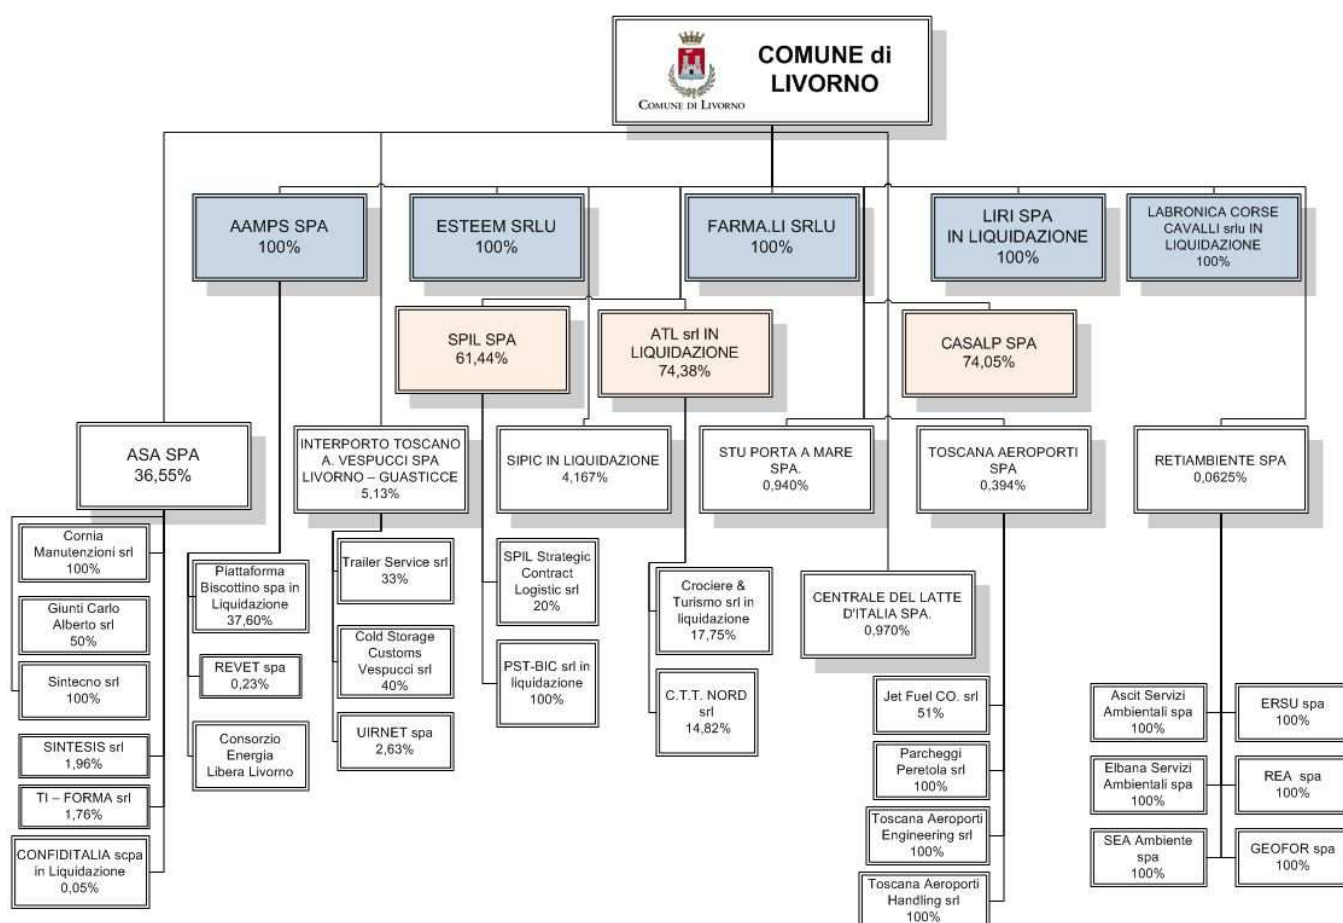 COMUNE di
LIVORNO
COMUNE DI LIVORNO
AAMPS SPA
100%
ESTEEM SRLU
100%
FARMA.LI SRLU
100%
LIRI SPA
IN LIQUIDAZIONE
100%
LABRONICA CORSE
CAVALLI srlu IN
LIQUIDAZIONE
100%
SPIL SPA
61,44%
ATL srl IN
LIQUIDAZIONE
74,38%
CASALP SPA
74,05%
ASA SPA
36,55%
INTERPORTO TOSCANO
A. VESPUCCI SPA
LIVORNO – GUASTICCE
5,13%
SIPIC IN LIQUIDAZIONE
4,167%
STU PORTA A MARE
SPA.
0,940%
TOSCANA AEROPORTI
SPA
0,394%
RETIAMBIENTE SPA
0,0625%
Cornia
Manutenzioni srl
100%
Giunti Carlo
Alberto srl
50%
Sintecno srl
100%
SINTESIS srl
1,96%
TI – FORMA srl
1,76%
CONFIDITALIA scpa
in Liquidazione
0,05%
Piattaforma
Biscottino spa in
Liquidazione
37,60%
REVET spa
0,23%
Consorzio
Energia
Libera Livorno
Trailer Service srl
33%
Cold Storage
Customs
Vespucci srl
40%
UIRNET spa
2,63%
SPIL Strategic
Contract
Logistic srl
20%
PST-BIC srl in
liquidazione
100%
Crociere &
Turismo srl in
liquidazione
17,75%
C.T.T. NORD
srl
14,82%
CENTRALE DEL LATTE
D'ITALIA SPA.
0,970%
Jet Fuel CO. srl
51%
Parcheggi
Peretola srl
100%
Toscana Aeroporti
Engineering srl
100%
Toscana Aeroporti
Handling srl
100%
Ascit Servizi
Ambientali spa
100%
Elbana Servizi
Ambientali spa
100%
SEA Ambiente
spa
100%
ERSU spa
100%
REA spa
100%
GEOFOR spa
100%